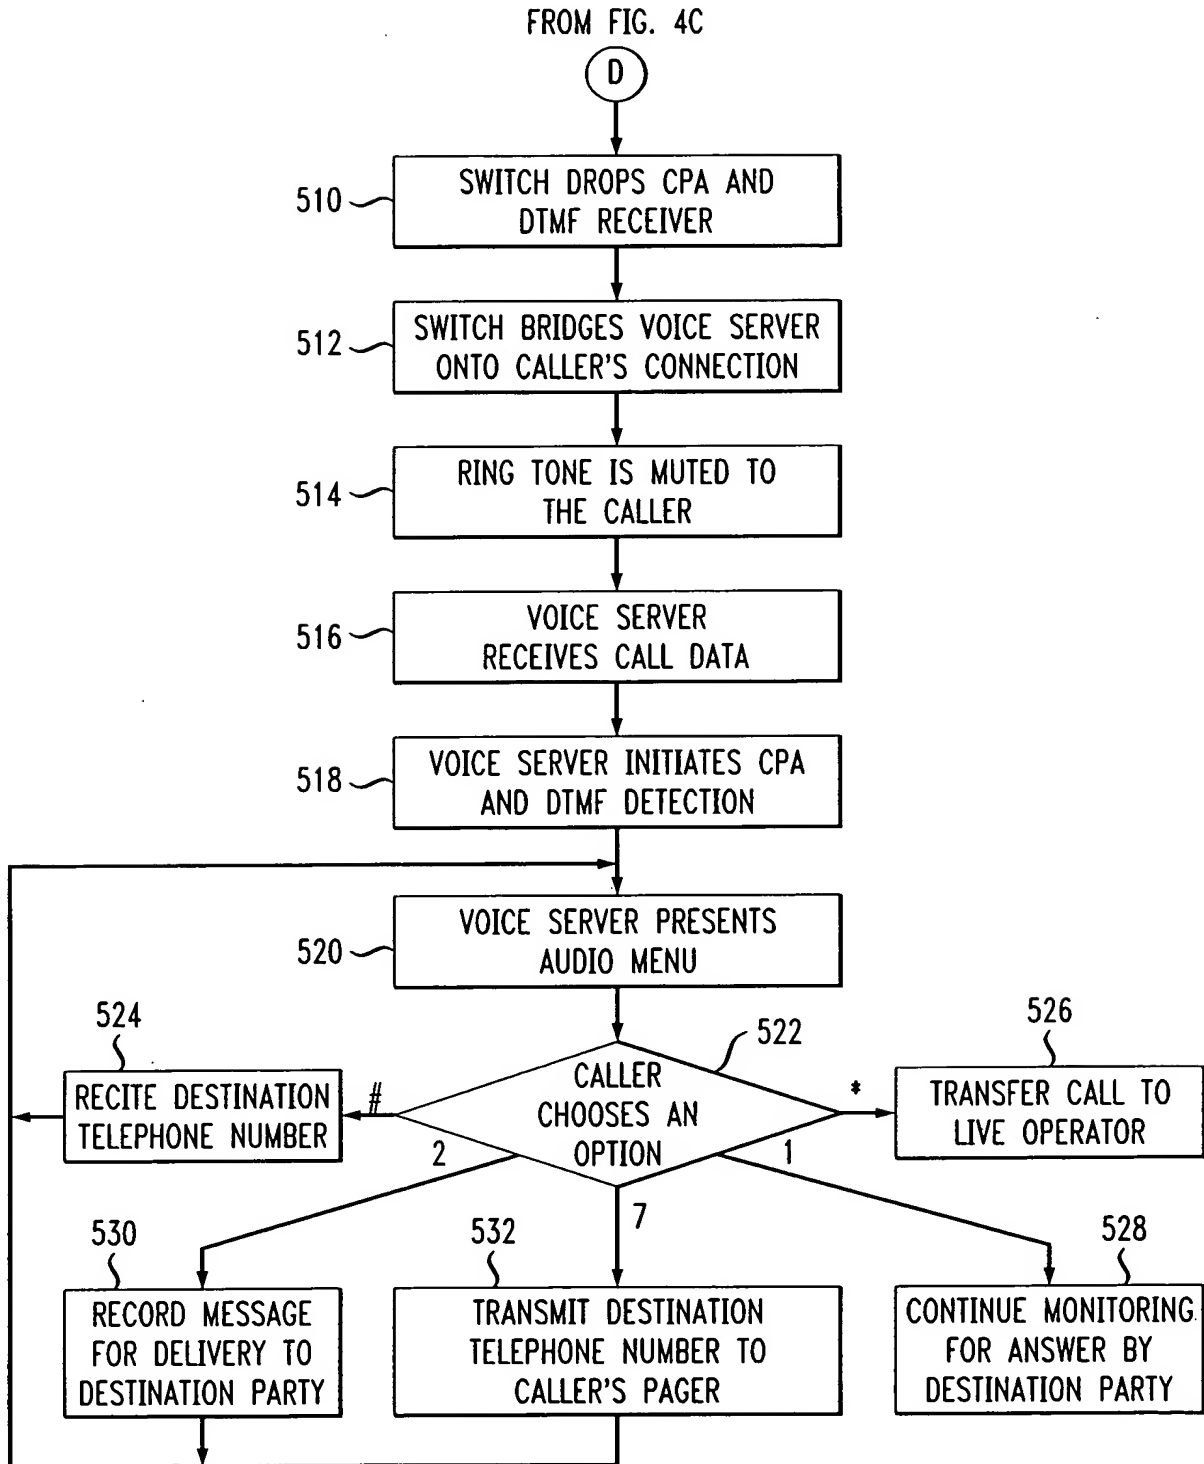 FROM FIG. 4C
D
510
SWITCH DROPS CPA AND
DTMF RECEIVER
512
SWITCH BRIDGES VOICE SERVER
ONTO CALLER'S CONNECTION
514
RING TONE IS MUTED TO
THE CALLER
516
VOICE SERVER
RECEIVES CALL DATA
518
VOICE SERVER INITIATES CPA
AND DTMF DETECTION
520
VOICE SERVER PRESENTS
AUDIO MENU
522
CALLER
CHOOSES AN
OPTION
#
2
7
1
*
524
RECITE DESTINATION
TELEPHONE NUMBER
526
TRANSFER CALL TO
LIVE OPERATOR
530
RECORD MESSAGE
FOR DELIVERY TO
DESTINATION PARTY
532
TRANSMIT DESTINATION
TELEPHONE NUMBER TO
CALLER'S PAGER
528
CONTINUE MONITORING
FOR ANSWER BY
DESTINATION PARTY